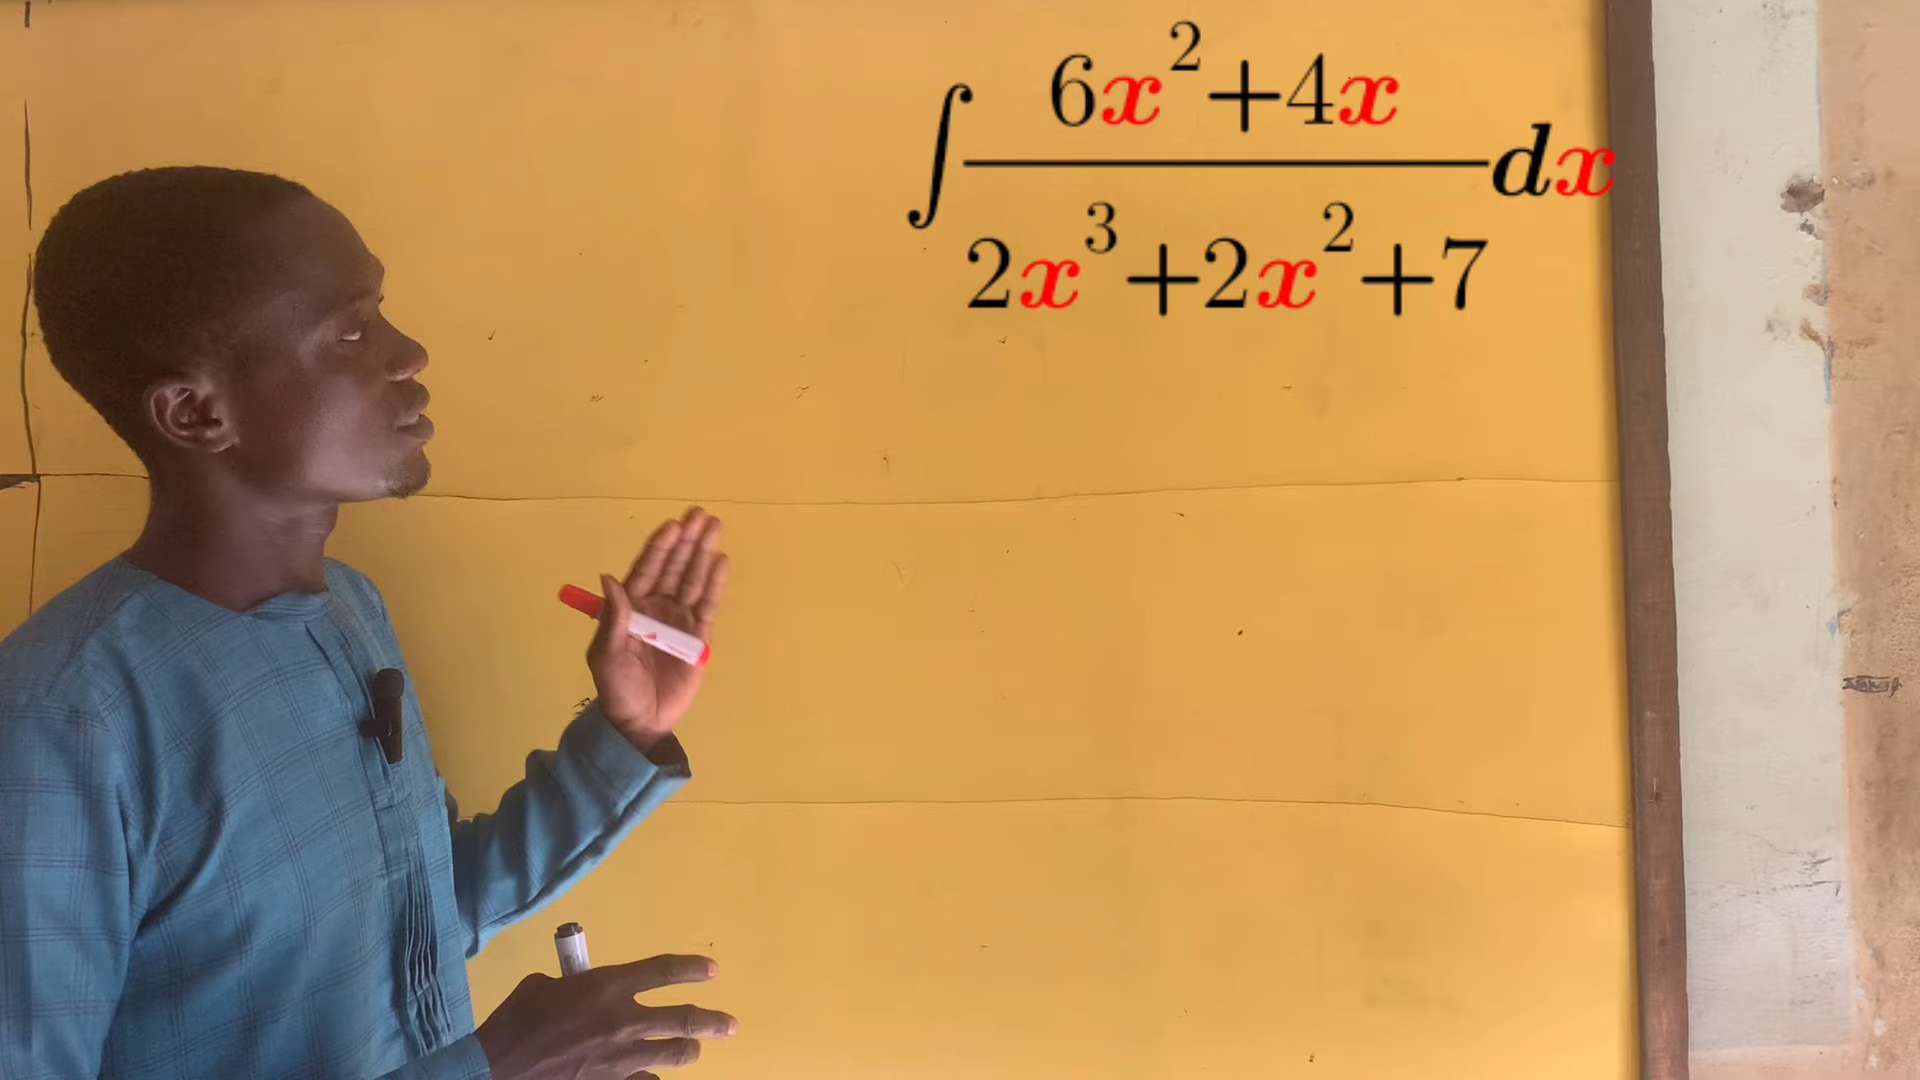 ∫ (6x² + 4x) / (2x³ + 2x² + 7) dx